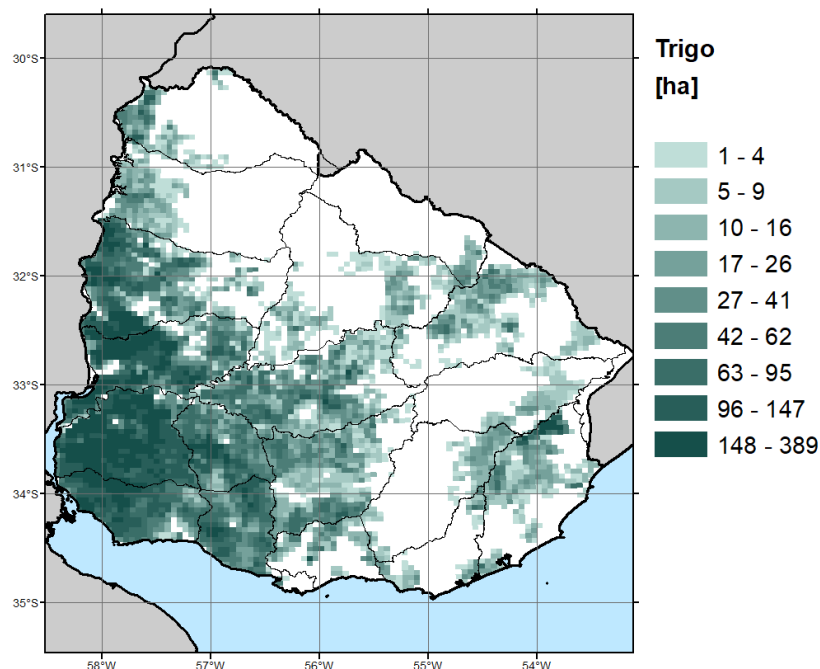 Trigo
[ha]
1 - 4
5 - 9
10 - 16
17 - 26
27 - 41
42 - 62
63 - 95
96 - 147
148 - 389
30°S
31°S
32°S
33°S
34°S
35°S
58°W 57°W 56°W 55°W 54°W